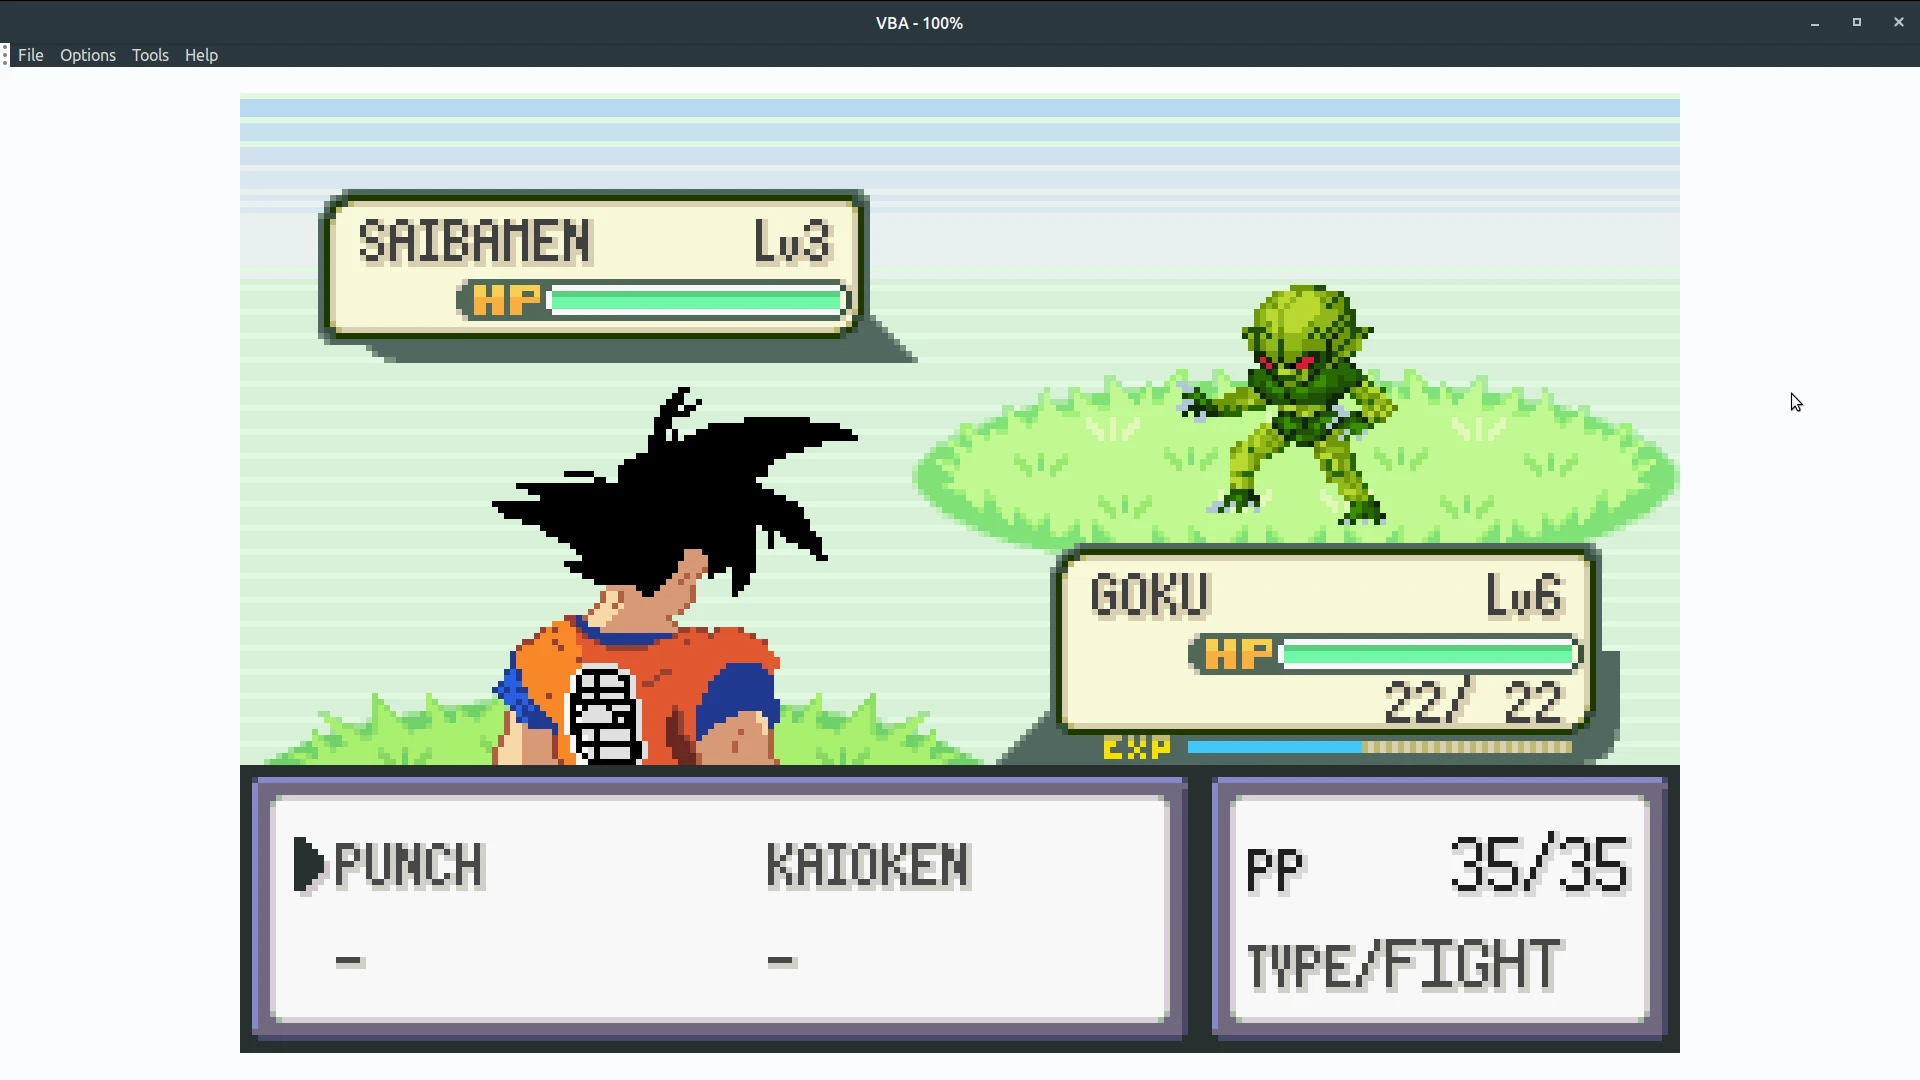 VBA - 100%
File Options Tools Help
SAIBAMEN Lv3
HP
GOKU Lv6
HP
22/ 22
EXP
PUNCH KAIOKEN
- -
PP 35/35
TYPE/FIGHT